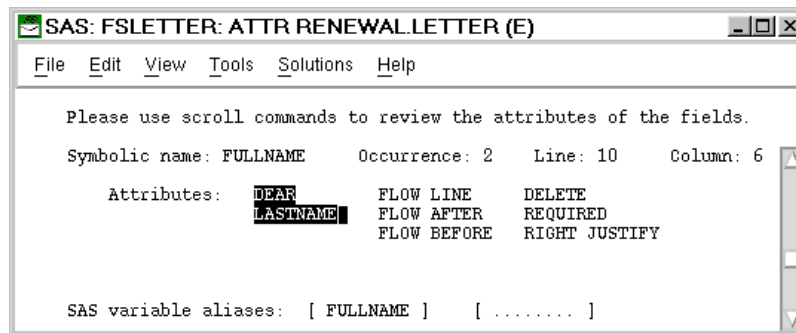 SAS: FSLETTER: ATTR RENEWAL.LETTER (E)
File Edit View Tools Solutions Help
Please use scroll commands to review the attributes of the fields.
Symbolic name: FULLNAME Occurrence: 2 Line: 10 Column: 6
Attributes: DEAR FLOW LINE DELETE
LASTNAME FLOW AFTER REQUIRED
FLOW BEFORE RIGHT JUSTIFY
SAS variable aliases: [ FULLNAME ] [ ........ ]